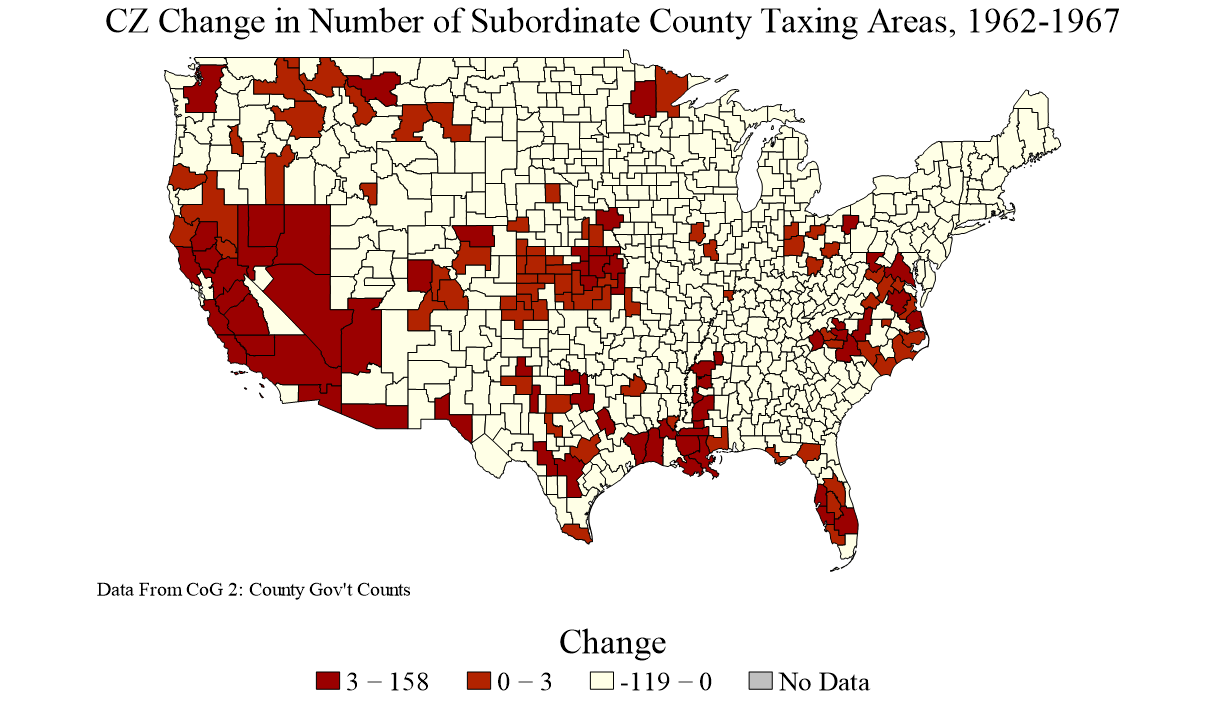 CZ Change in Number of Subordinate County Taxing Areas, 1962-1967
Data From CoG 2: County Gov't Counts
Change
3 − 158 0 − 3 -119 − 0 No Data